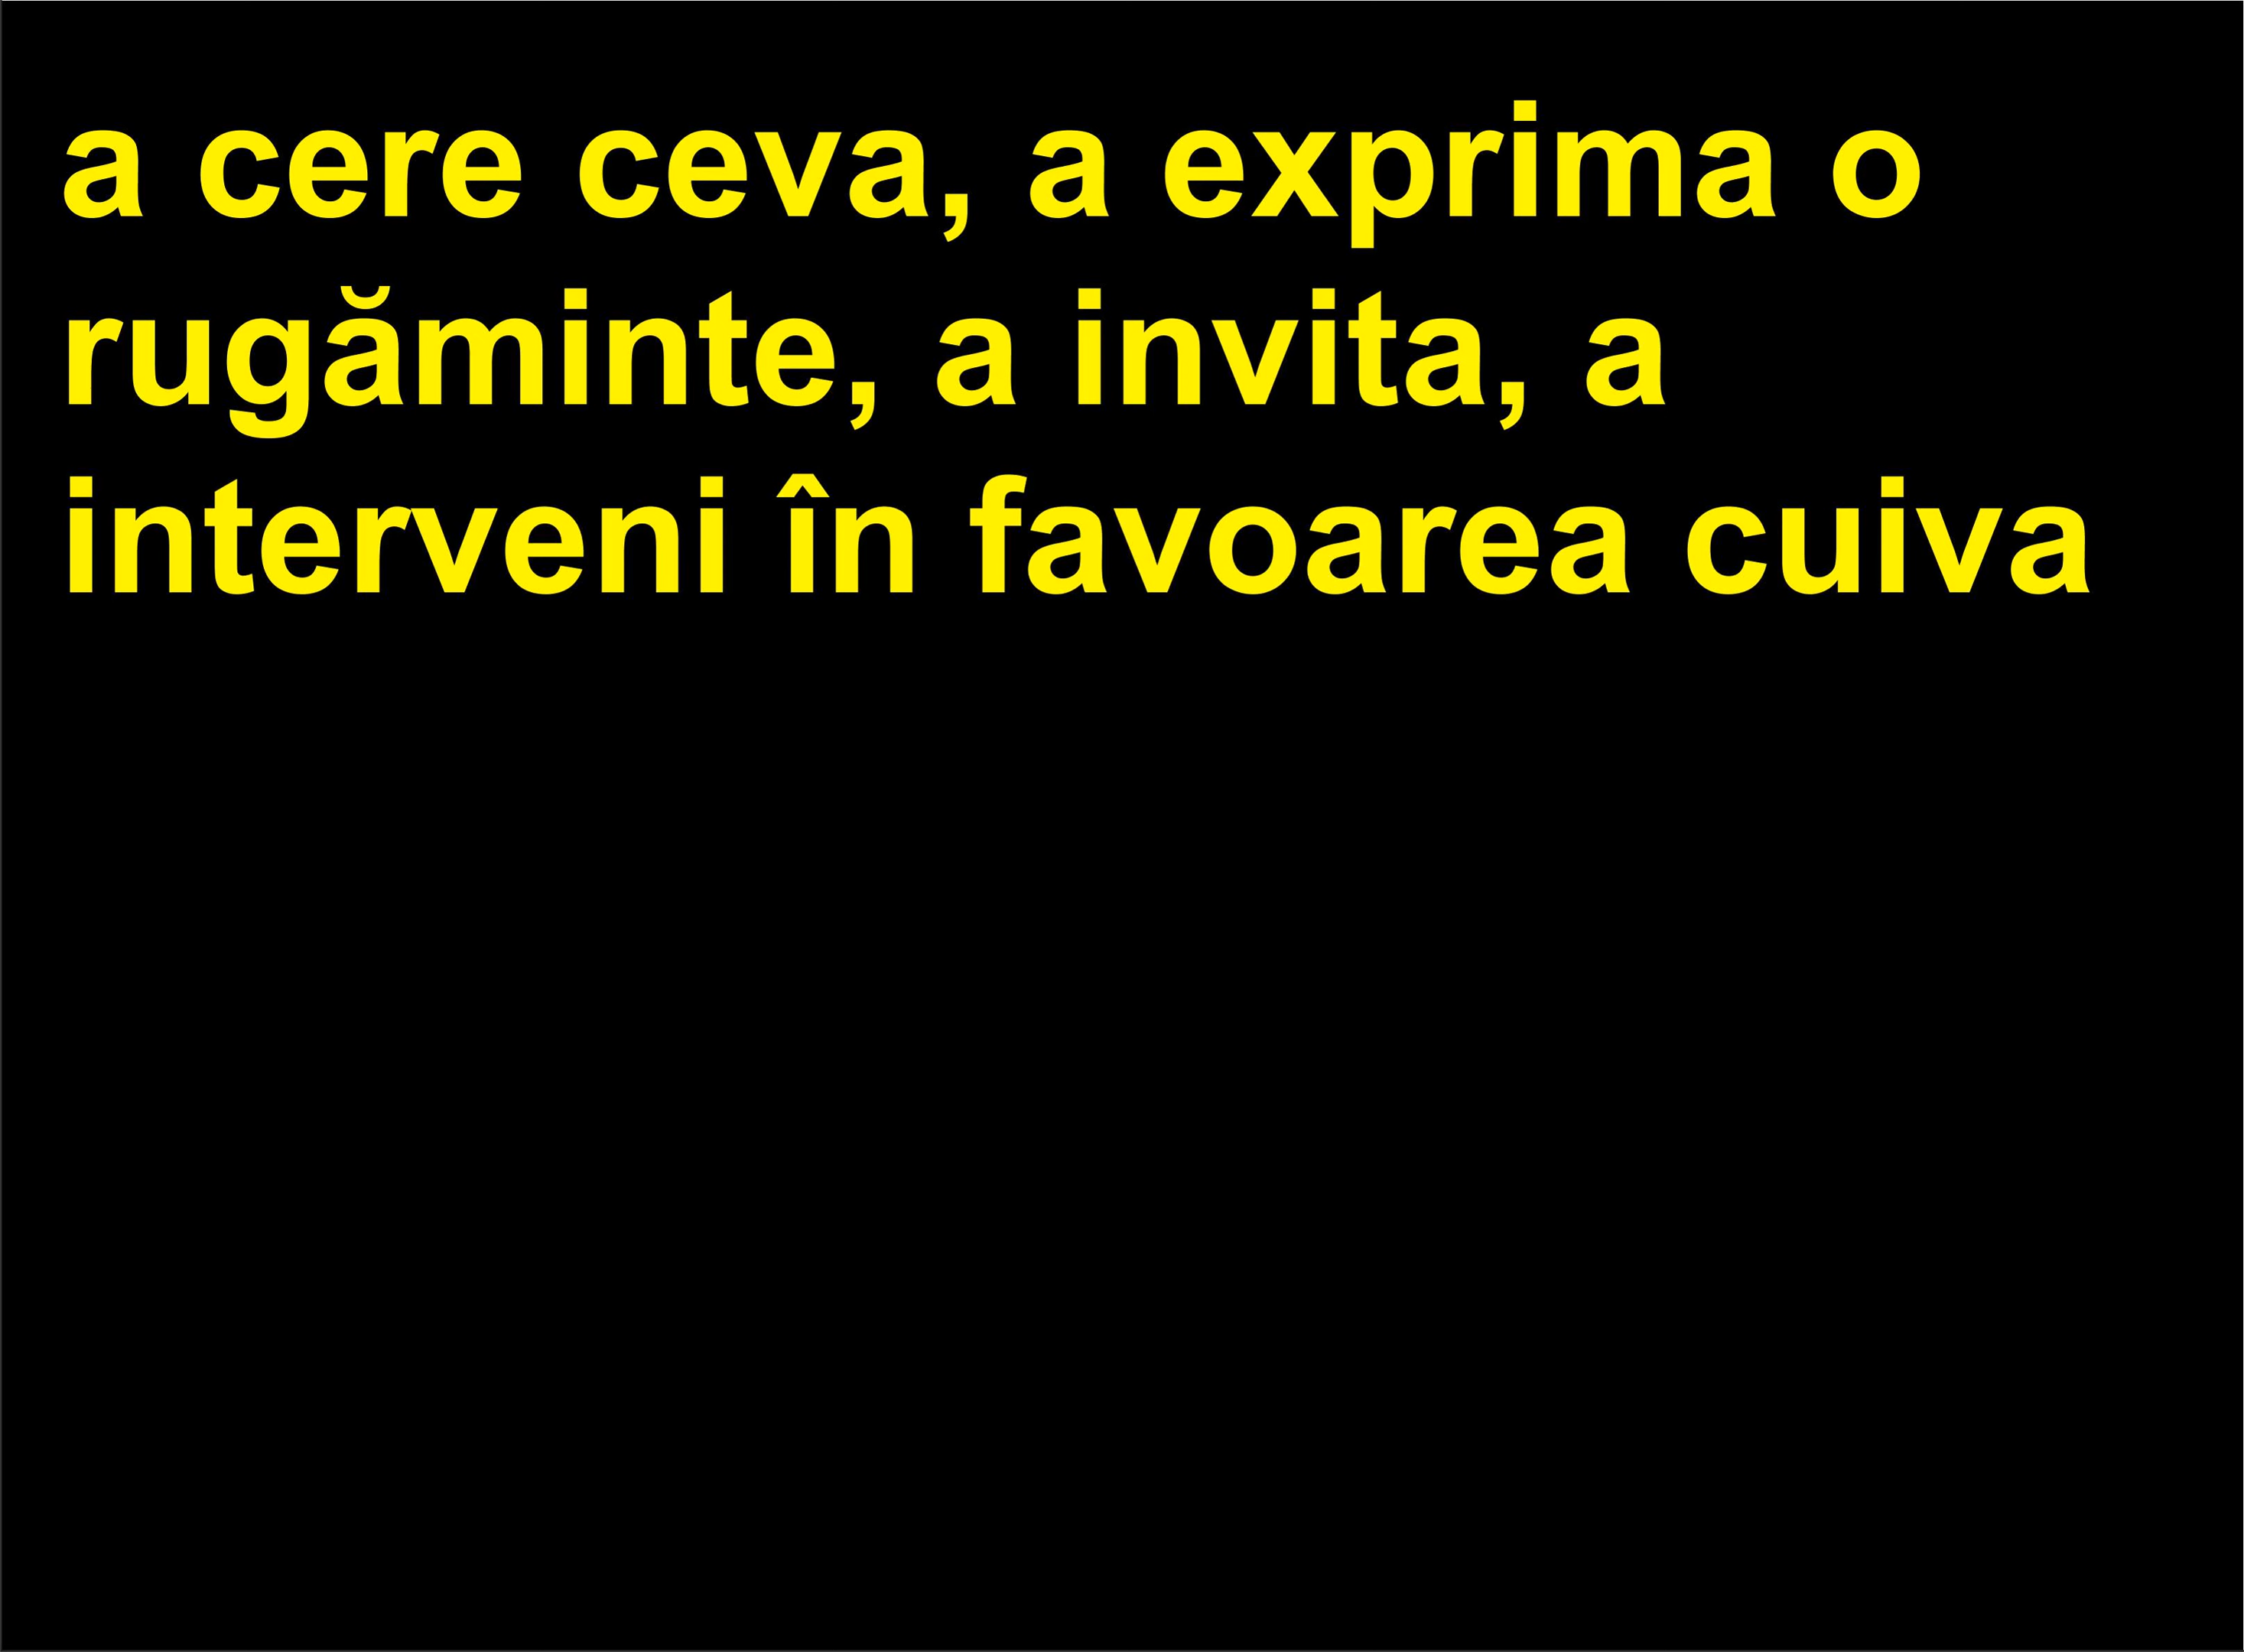 a cere ceva, a exprima o
rugăminte, a invita, a
interveni în favoarea cuiva